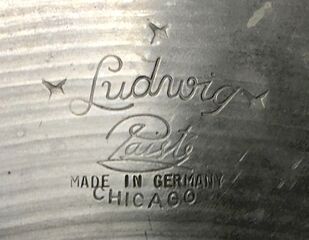 Ludwig
Paiste
MADE IN GERMANY
CHICAGO